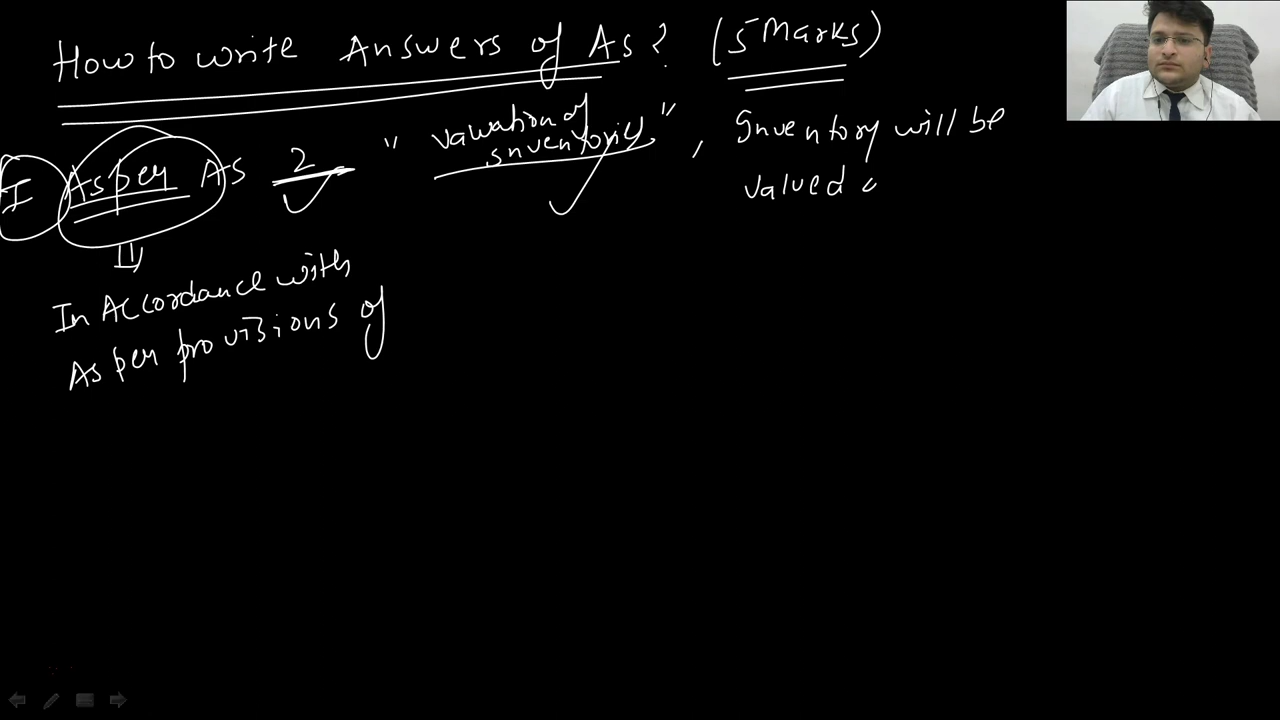 How to write Answers of As? (5 Marks)
I As per AS 2 " valuation of inventories ", Inventory will be
valued a
II
In Accordance with
As per provisions of